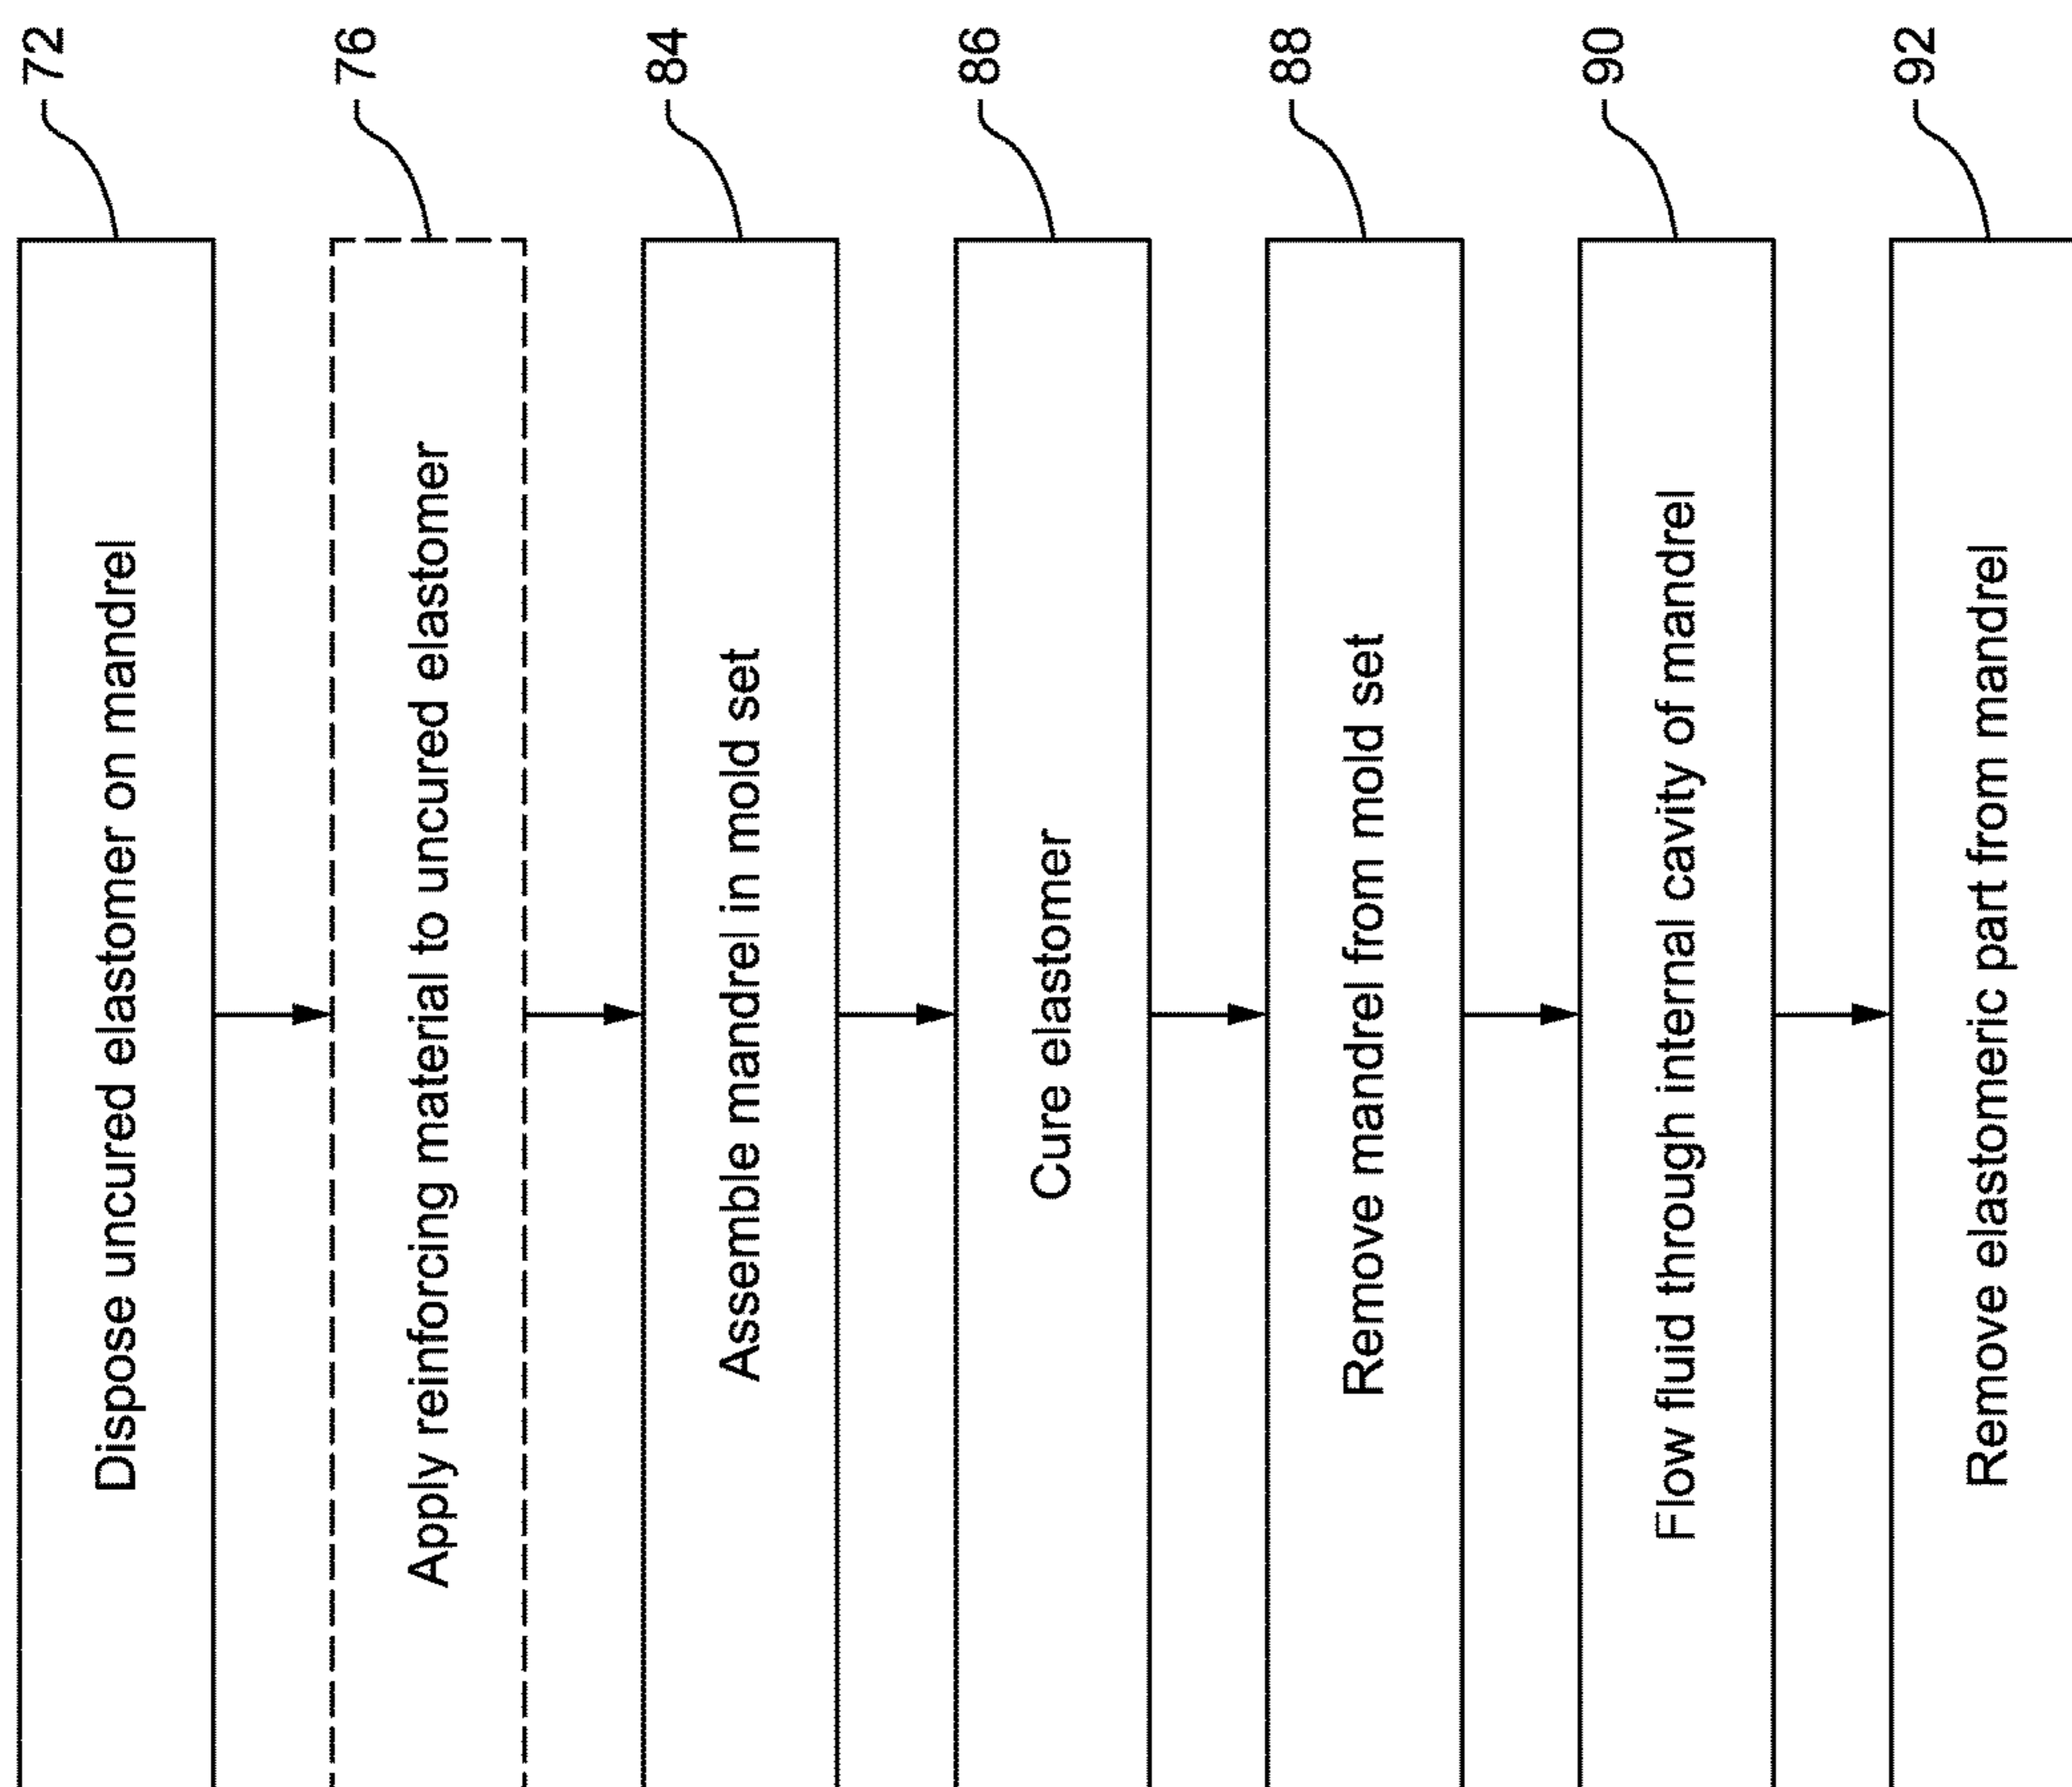 72
Dispose uncured elastomer on mandrel
76
Apply reinforcing material to uncured elastomer
84
Assemble mandrel in mold set
86
Cure elastomer
88
Remove mandrel from mold set
90
Flow fluid through internal cavity of mandrel
92
Remove elastomeric part from mandrel